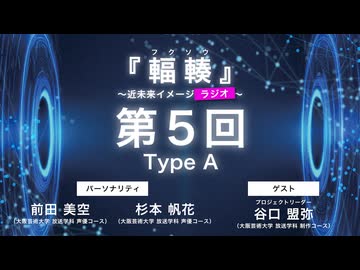 フクソウ
『輻輳』
～近未来イメージラジオ～
第5回
Type A
パーソナリティ
ゲスト
プロジェクトリーダー
前田 美空
杉本 帆花
谷口 盟弥
(大阪芸術大学 放送学科 声優コース)
(大阪芸術大学 放送学科 声優コース)
(大阪芸術大学 放送学科 制作コース)